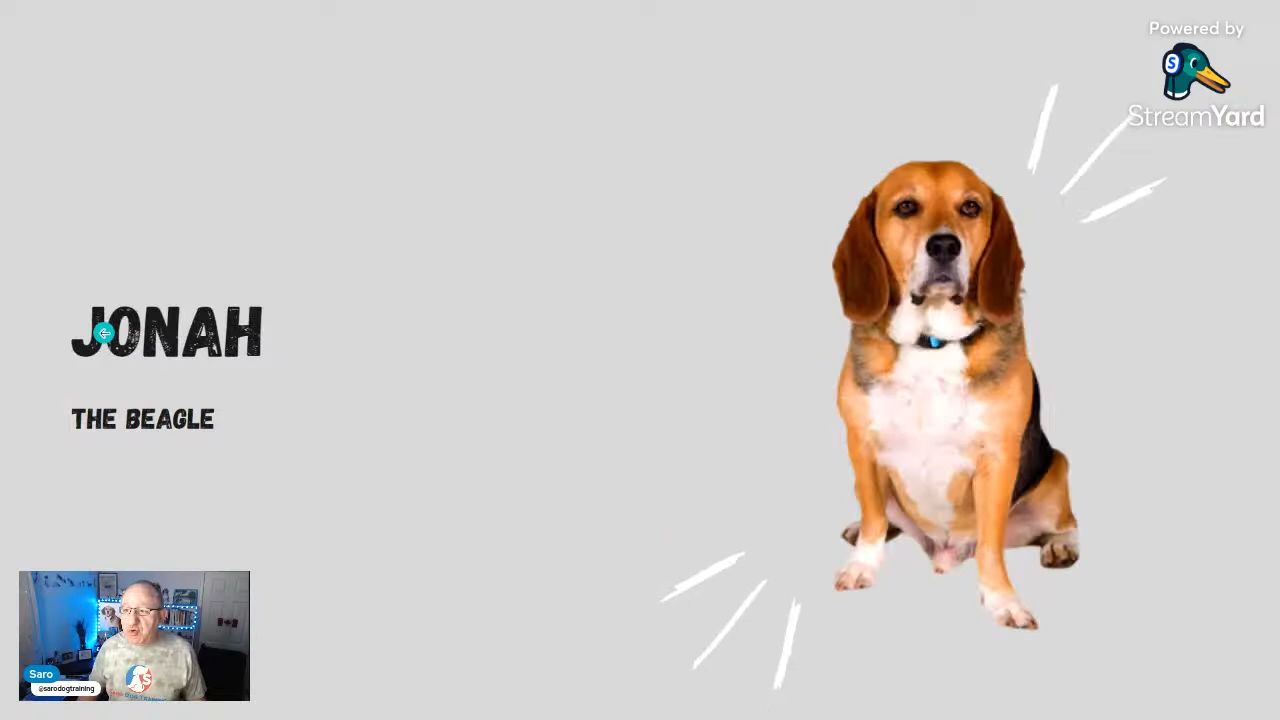 Powered by
S
StreamYard
JONAH
THE BEAGLE
Saro
@sarodogtraining